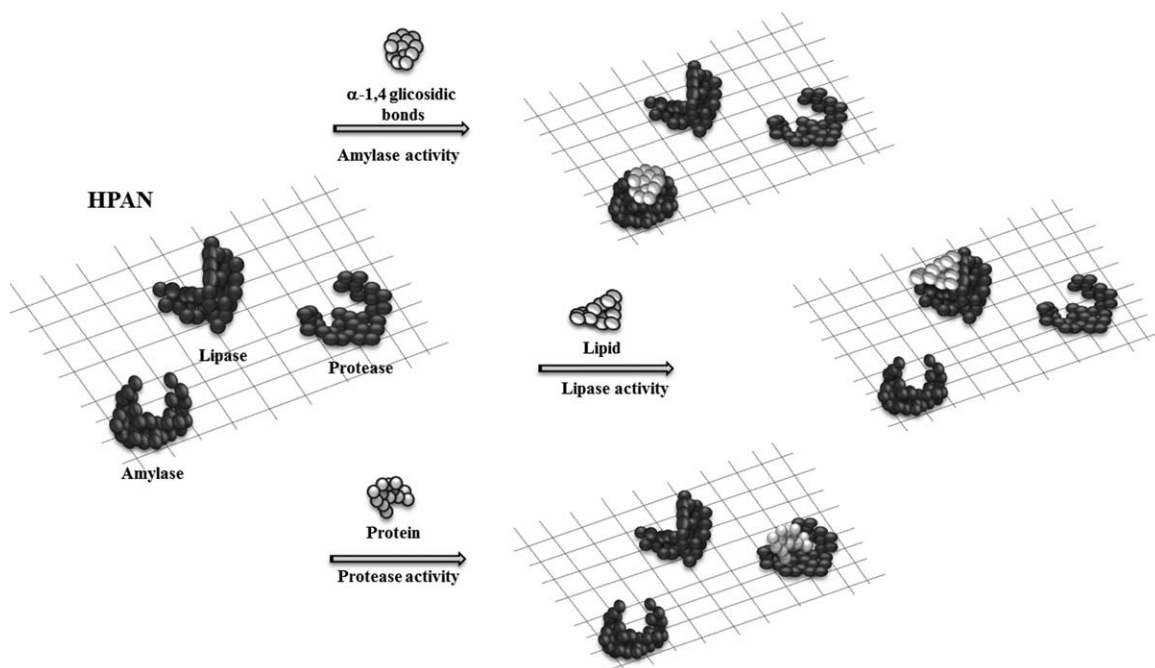 α-1,4 glicosidic
bonds
Amylase activity
HPAN
Lipase
Protease
Amylase
Lipid
Lipase activity
Protein
Protease activity